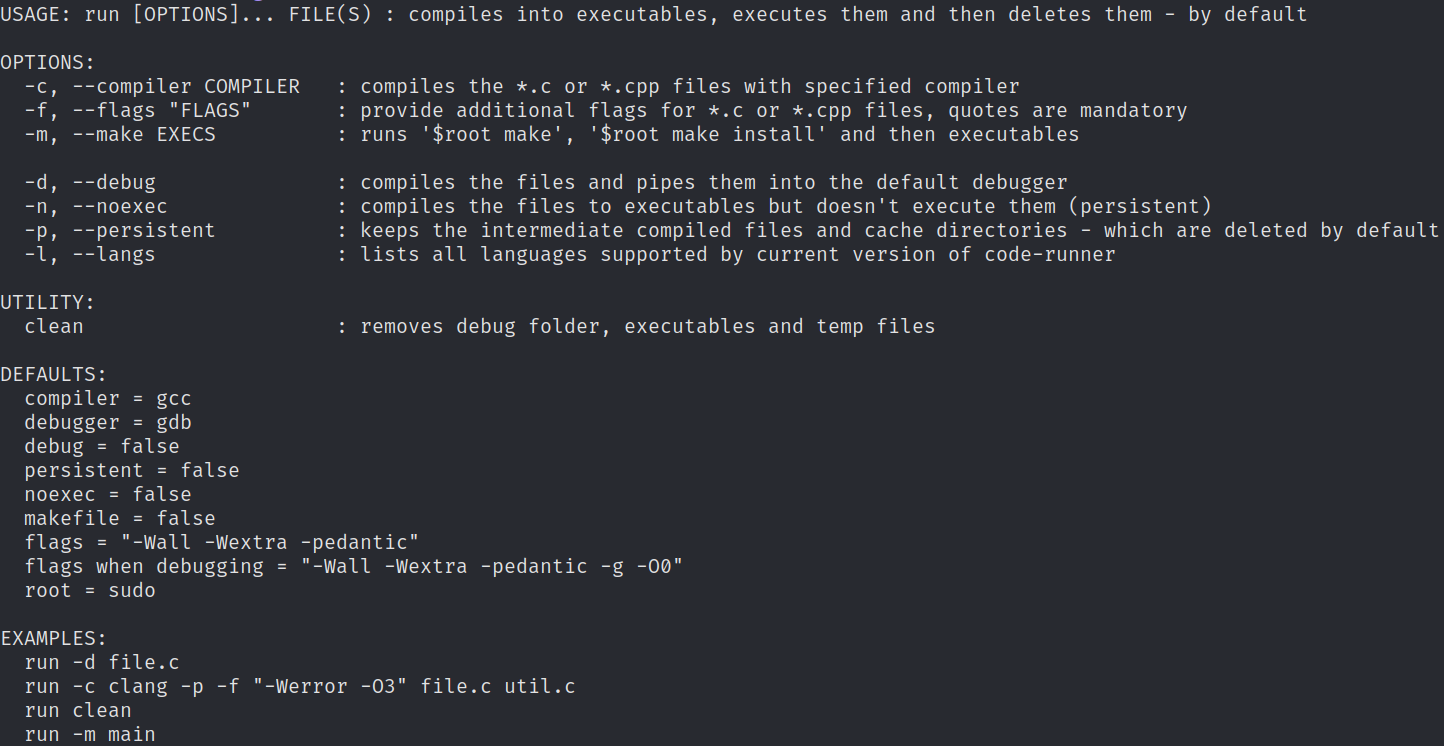 USAGE: run [OPTIONS]... FILE(S) : compiles into executables, executes them and then deletes them - by default
OPTIONS:
-c, --compiler COMPILER : compiles the *.c or *.cpp files with specified compiler
-f, --flags "FLAGS" : provide additional flags for *.c or *.cpp files, quotes are mandatory
-m, --make EXECS : runs '$root make', '$root make install' and then executables
-d, --debug : compiles the files and pipes them into the default debugger
-n, --noexec : compiles the files to executables but doesn't execute them (persistent)
-p, --persistent : keeps the intermediate compiled files and cache directories - which are deleted by default
-l, --langs : lists all languages supported by current version of code-runner
UTILITY:
clean : removes debug folder, executables and temp files
DEFAULTS:
compiler = gcc
debugger = gdb
debug = false
persistent = false
noexec = false
makefile = false
flags = "-Wall -Wextra -pedantic"
flags when debugging = "-Wall -Wextra -pedantic -g -O0"
root = sudo
EXAMPLES:
run -d file.c
run -c clang -p -f "-Werror -O3" file.c util.c
run clean
run -m main